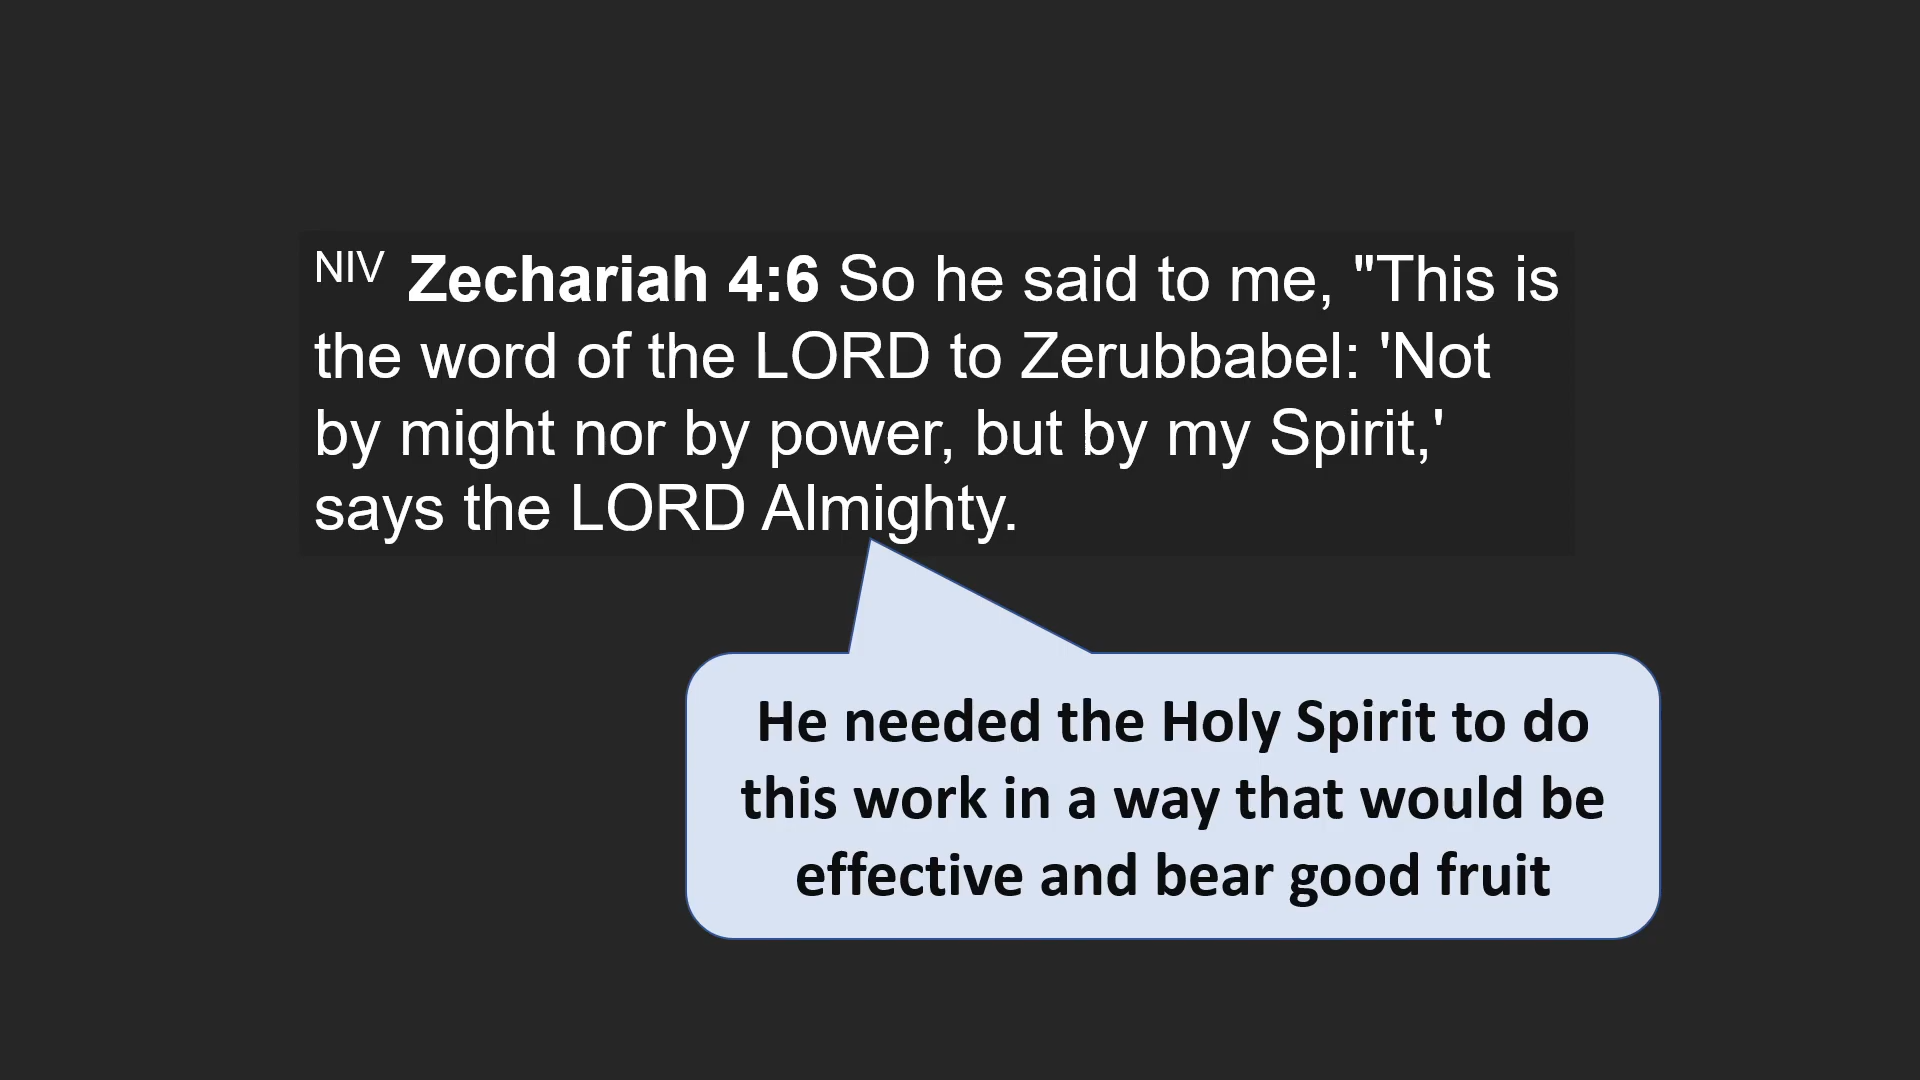 NIV Zechariah 4:6 So he said to me, "This is
the word of the LORD to Zerubbabel: 'Not
by might nor by power, but by my Spirit,'
says the LORD Almighty.
He needed the Holy Spirit to do
this work in a way that would be
effective and bear good fruit